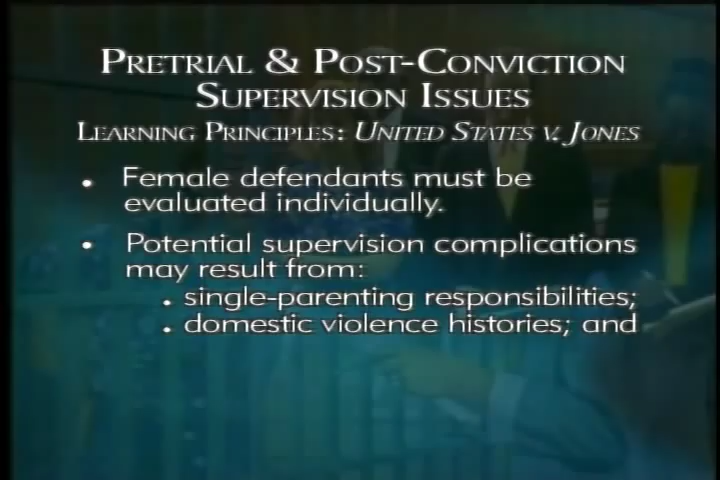 PRETRIAL & POST-CONVICTION
SUPERVISION ISSUES
LEARNING PRINCIPLES: UNITED STATES V. JONES
• Female defendants must be
evaluated individually.
• Potential supervision complications
may result from:
• single-parenting responsibilities;
• domestic violence histories; and